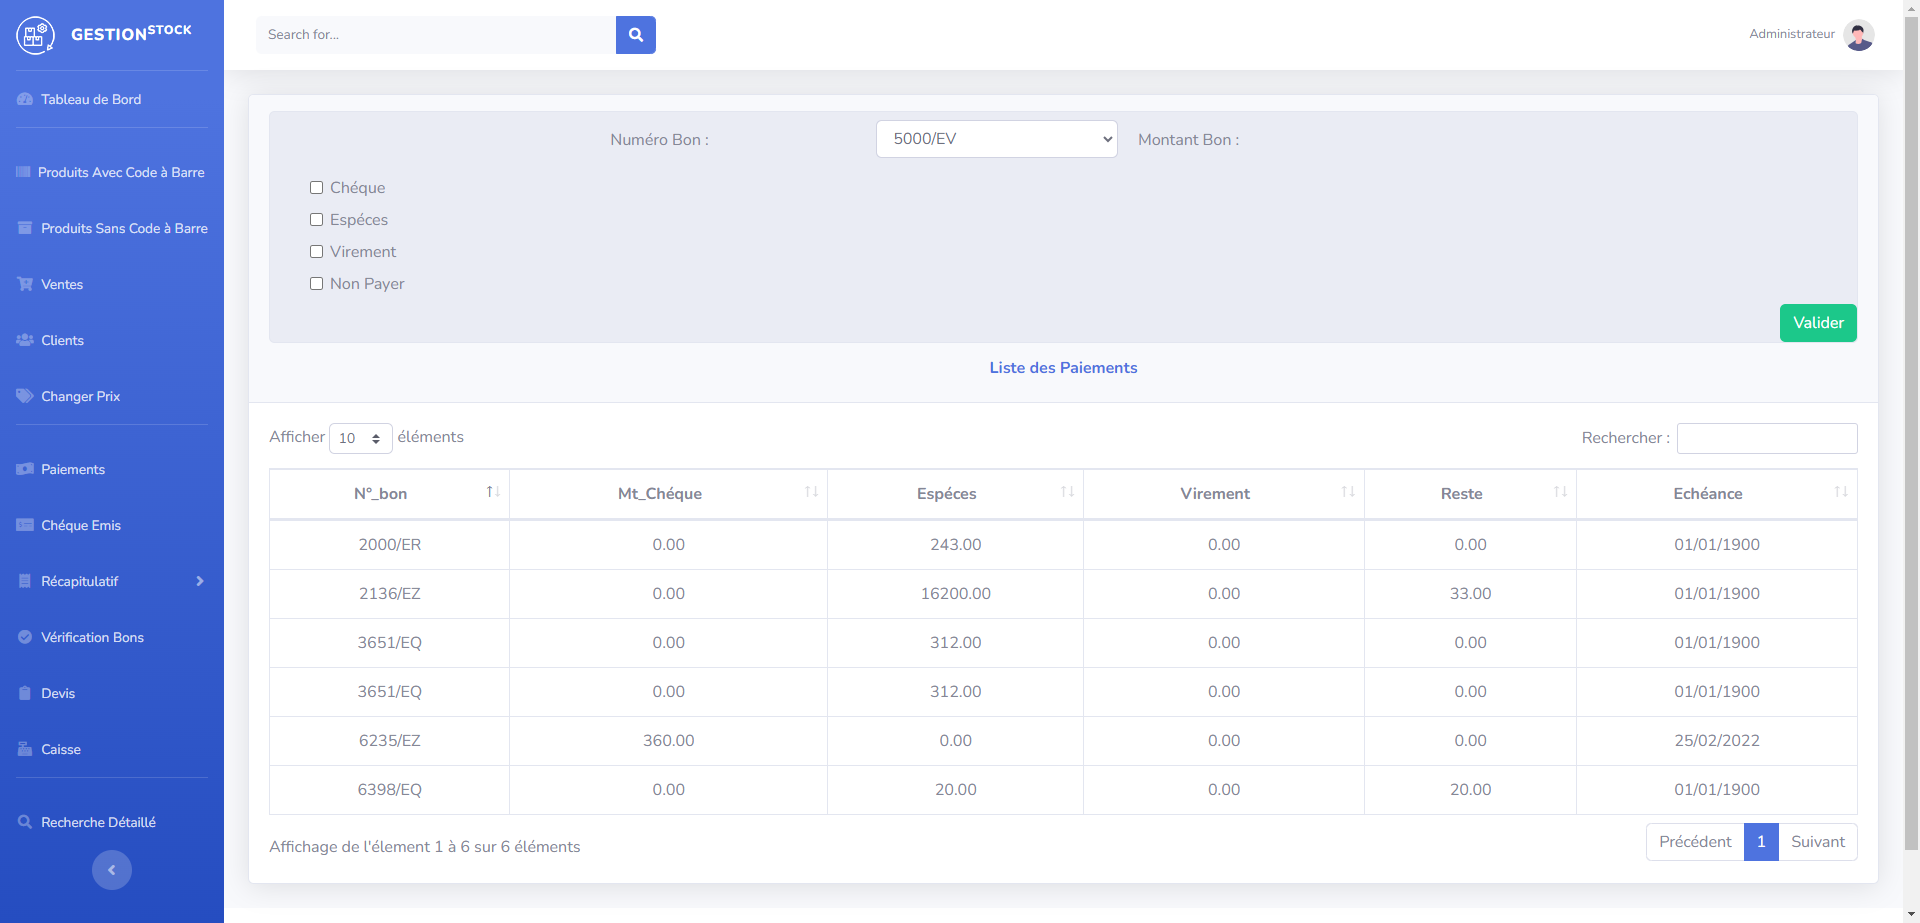 GESTIONSTOCK
Search for...
Administrateur
Tableau de Bord
Produits Avec Code à Barre
Produits Sans Code à Barre
Ventes
Clients
Changer Prix
Paiements
Chéque Emis
Récapitulatif
Vérification Bons
Devis
Caisse
Recherche Détaillé
Numéro Bon : 5000/EV Montant Bon :
Chéque
Espéces
Virement
Non Payer
Valider
Liste des Paiements
Afficher 10 éléments Rechercher :
N°_bon Mt_Chéque Espéces Virement Reste Echéance
2000/ER 0.00 243.00 0.00 0.00 01/01/1900
2136/EZ 0.00 16200.00 0.00 33.00 01/01/1900
3651/EQ 0.00 312.00 0.00 0.00 01/01/1900
3651/EQ 0.00 312.00 0.00 0.00 01/01/1900
6235/EZ 360.00 0.00 0.00 0.00 25/02/2022
6398/EQ 0.00 20.00 0.00 20.00 01/01/1900
Affichage de l'élement 1 à 6 sur 6 éléments Précédent 1 Suivant